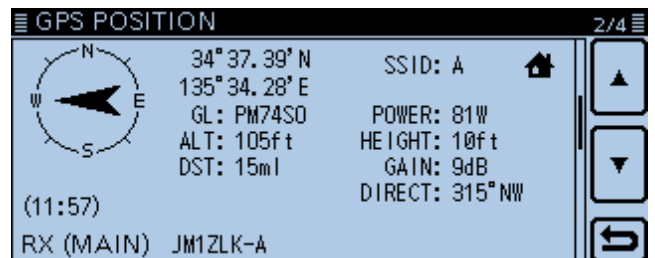 GPS POSITION 2/4
N
W E
S
34°37.39'N
135°34.28'E
GL: PM74SO
ALT: 105ft
DST: 15ml
SSID: A
POWER: 81W
HEIGHT: 10ft
GAIN: 9dB
DIRECT: 315°NW
(11:57)
RX (MAIN) JM1ZLK-A